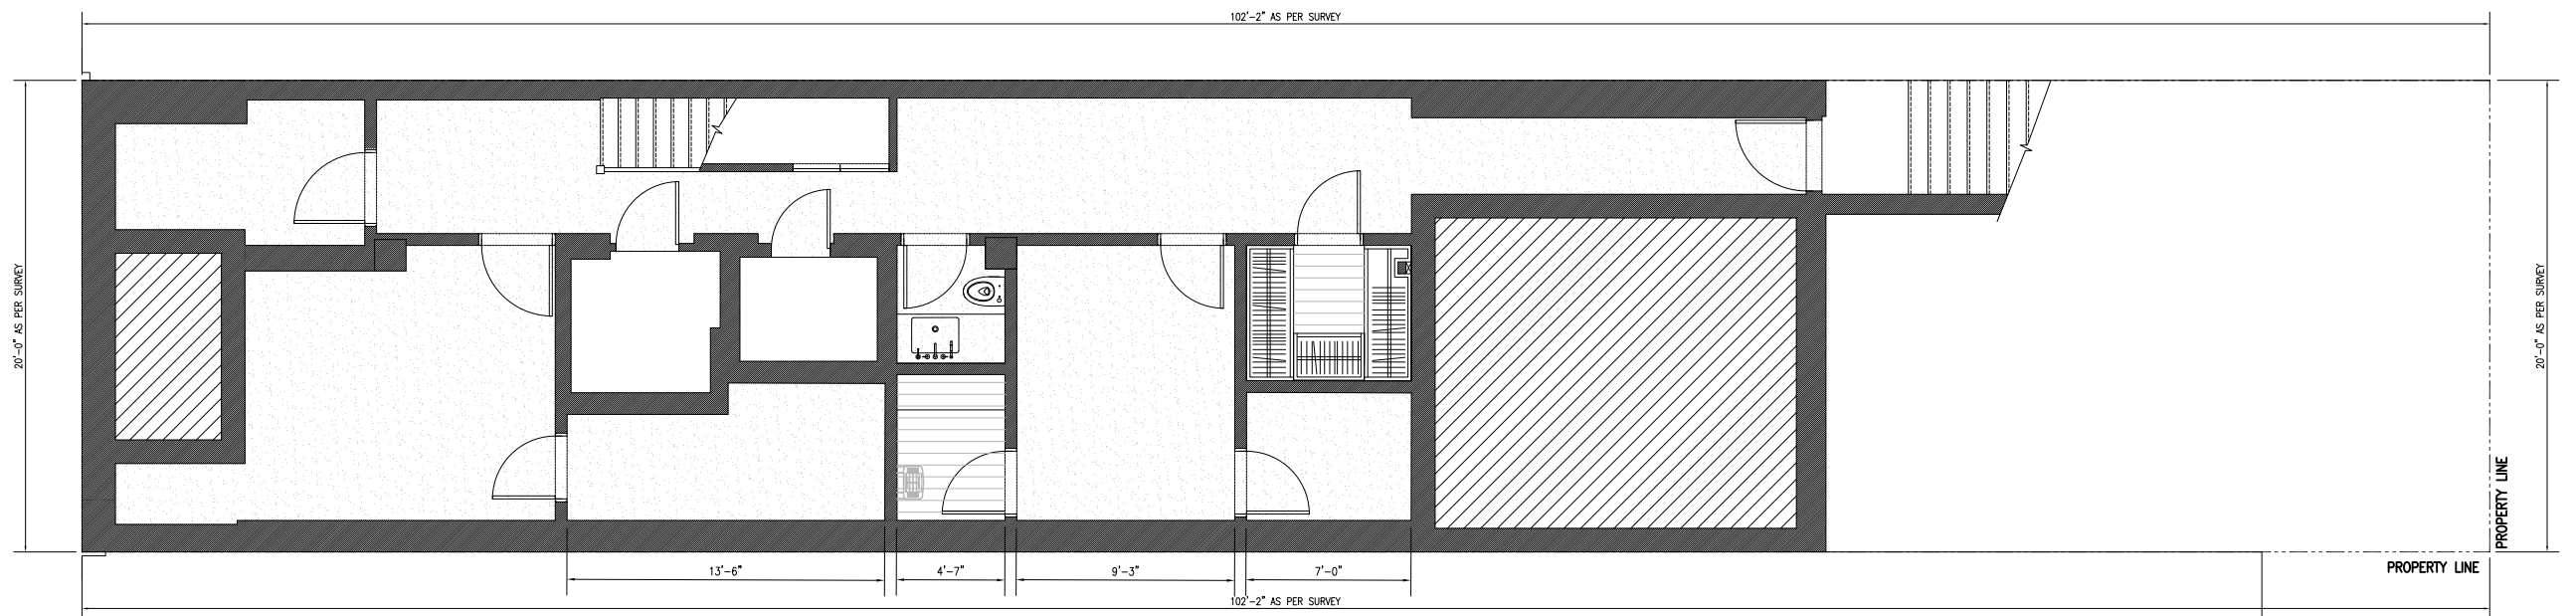 102'-2" AS PER SURVEY
20'-0" AS PER SURVEY
20'-0" AS PER SURVEY
PROPERTY LINE
PROPERTY LINE
13'-6"
4'-7"
9'-3"
7'-0"
102'-2" AS PER SURVEY